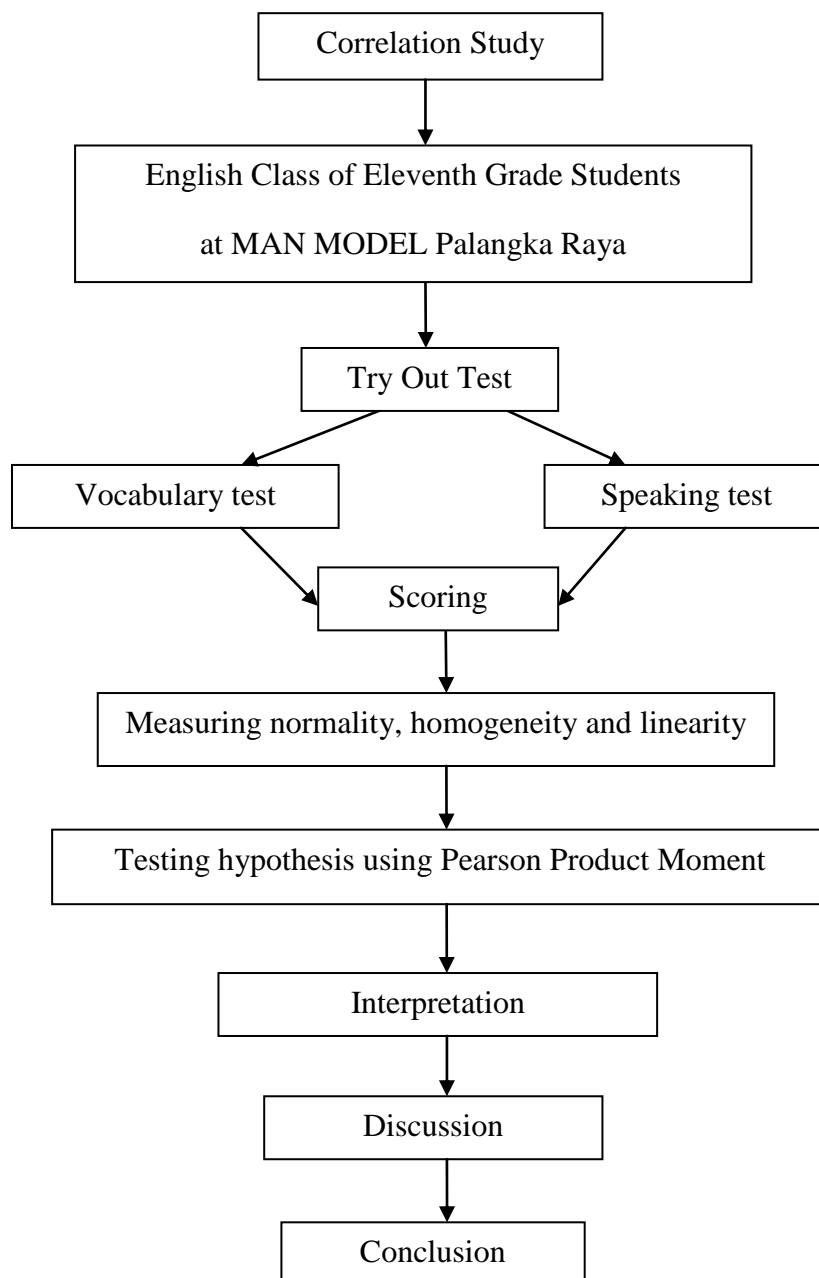 Correlation Study
English Class of Eleventh Grade Students
at MAN MODEL Palangka Raya
Try Out Test
Vocabulary test
Speaking test
Scoring
Measuring normality, homogeneity and linearity
Testing hypothesis using Pearson Product Moment
Interpretation
Discussion
Conclusion